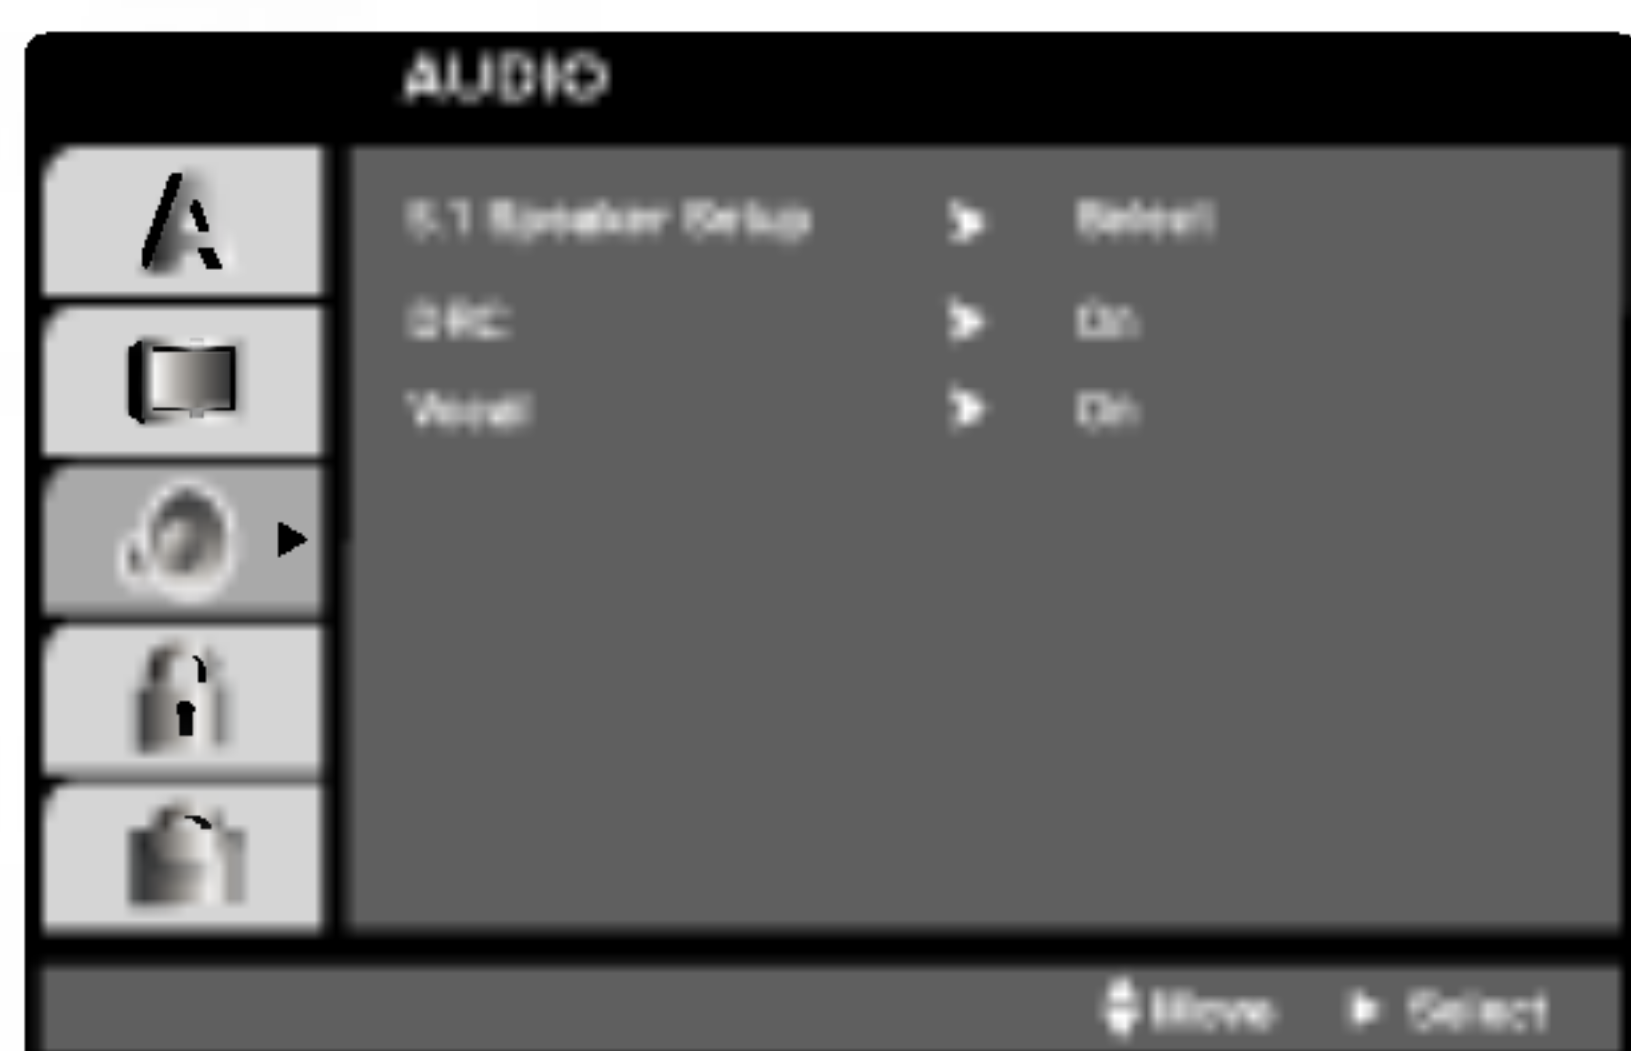 AUDIO
5.1 Speaker Setup Select
DRC On
Vocal On
Move Select